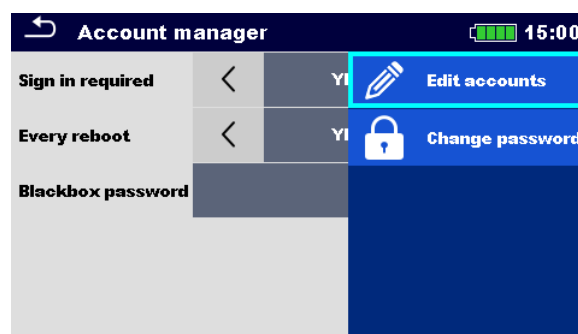 Account manager
15:00
Sign in required
Edit accounts
Every reboot
Change password
Blackbox password